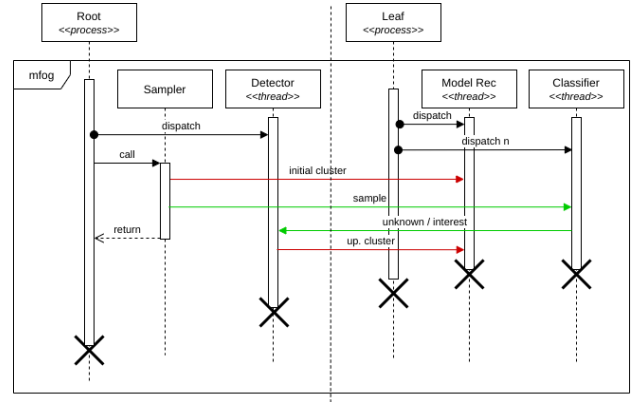 Root
<<process>>
Leaf
<<process>>
mfog
Sampler
Detector
<<thread>>
Model Rec
<<thread>>
Classifier
<<thread>>
dispatch
dispatch
dispatch n
call
initial cluster
sample
unknown / interest
return
up. cluster